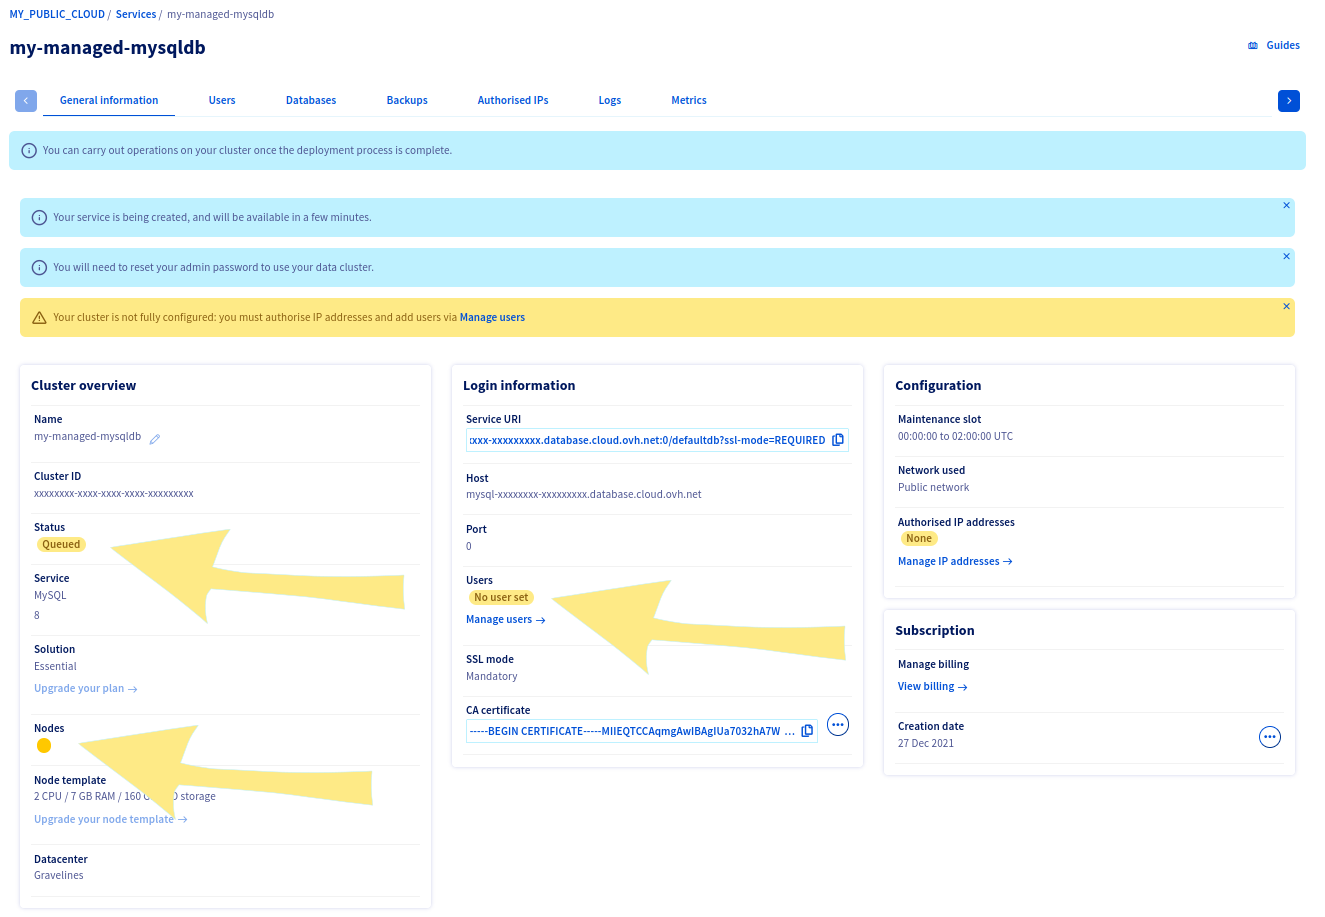 MY_PUBLIC_CLOUD / Services / my-managed-mysqldb
my-managed-mysqldb
Guides
General information Users Databases Backups Authorised IPs Logs Metrics
You can carry out operations on your cluster once the deployment process is complete.
Your service is being created, and will be available in a few minutes.
You will need to reset your admin password to use your data cluster.
Your cluster is not fully configured: you must authorise IP addresses and add users via Manage users
Cluster overview
Name
my-managed-mysqldb
Cluster ID
xxxxxxxx-xxxx-xxxx-xxxx-xxxxxxxxx
Status
Queued
Service
MySQL
8
Solution
Essential
Upgrade your plan →
Nodes
Node template
2 CPU / 7 GB RAM / 160 storage
Upgrade your node template →
Datacenter
Gravelines
Login information
Service URI
:xxx-xxxxxxxxx.database.cloud.ovh.net:0/defaultdb?ssl-mode=REQUIRED
Host
mysql-xxxxxxxx-xxxxxxxxx.database.cloud.ovh.net
Port
0
Users
No user set
Manage users →
SSL mode
Mandatory
CA certificate
-----BEGIN CERTIFICATE-----MIIEQTCCAqmgAwIBAgIUa7032hA7W ...
Configuration
Maintenance slot
00:00:00 to 02:00:00 UTC
Network used
Public network
Authorised IP addresses
None
Manage IP addresses →
Subscription
Manage billing
View billing →
Creation date
27 Dec 2021